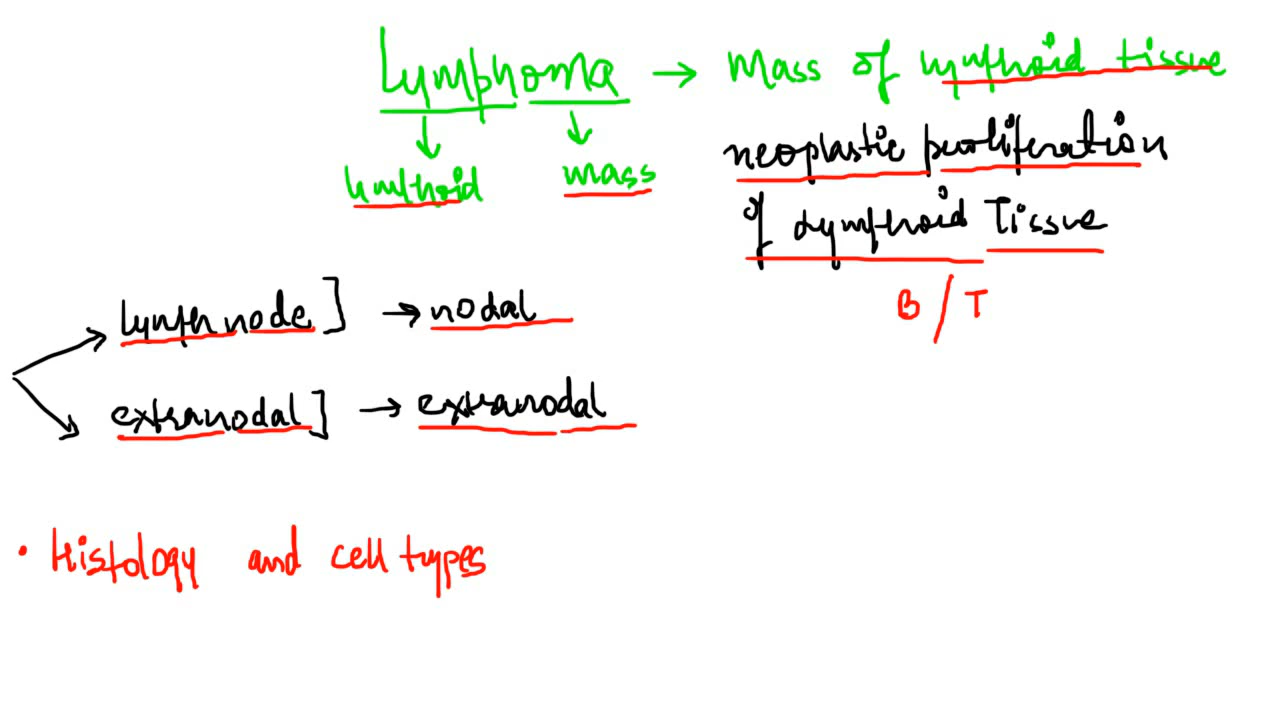 Lymphoma → Mass of lymphoid tissue
lymphoid mass
neoplastic proliferation
of lymphoid Tissue
B/T
lymph node] → nodal
extranodal] → extranodal
• Histology and cell types